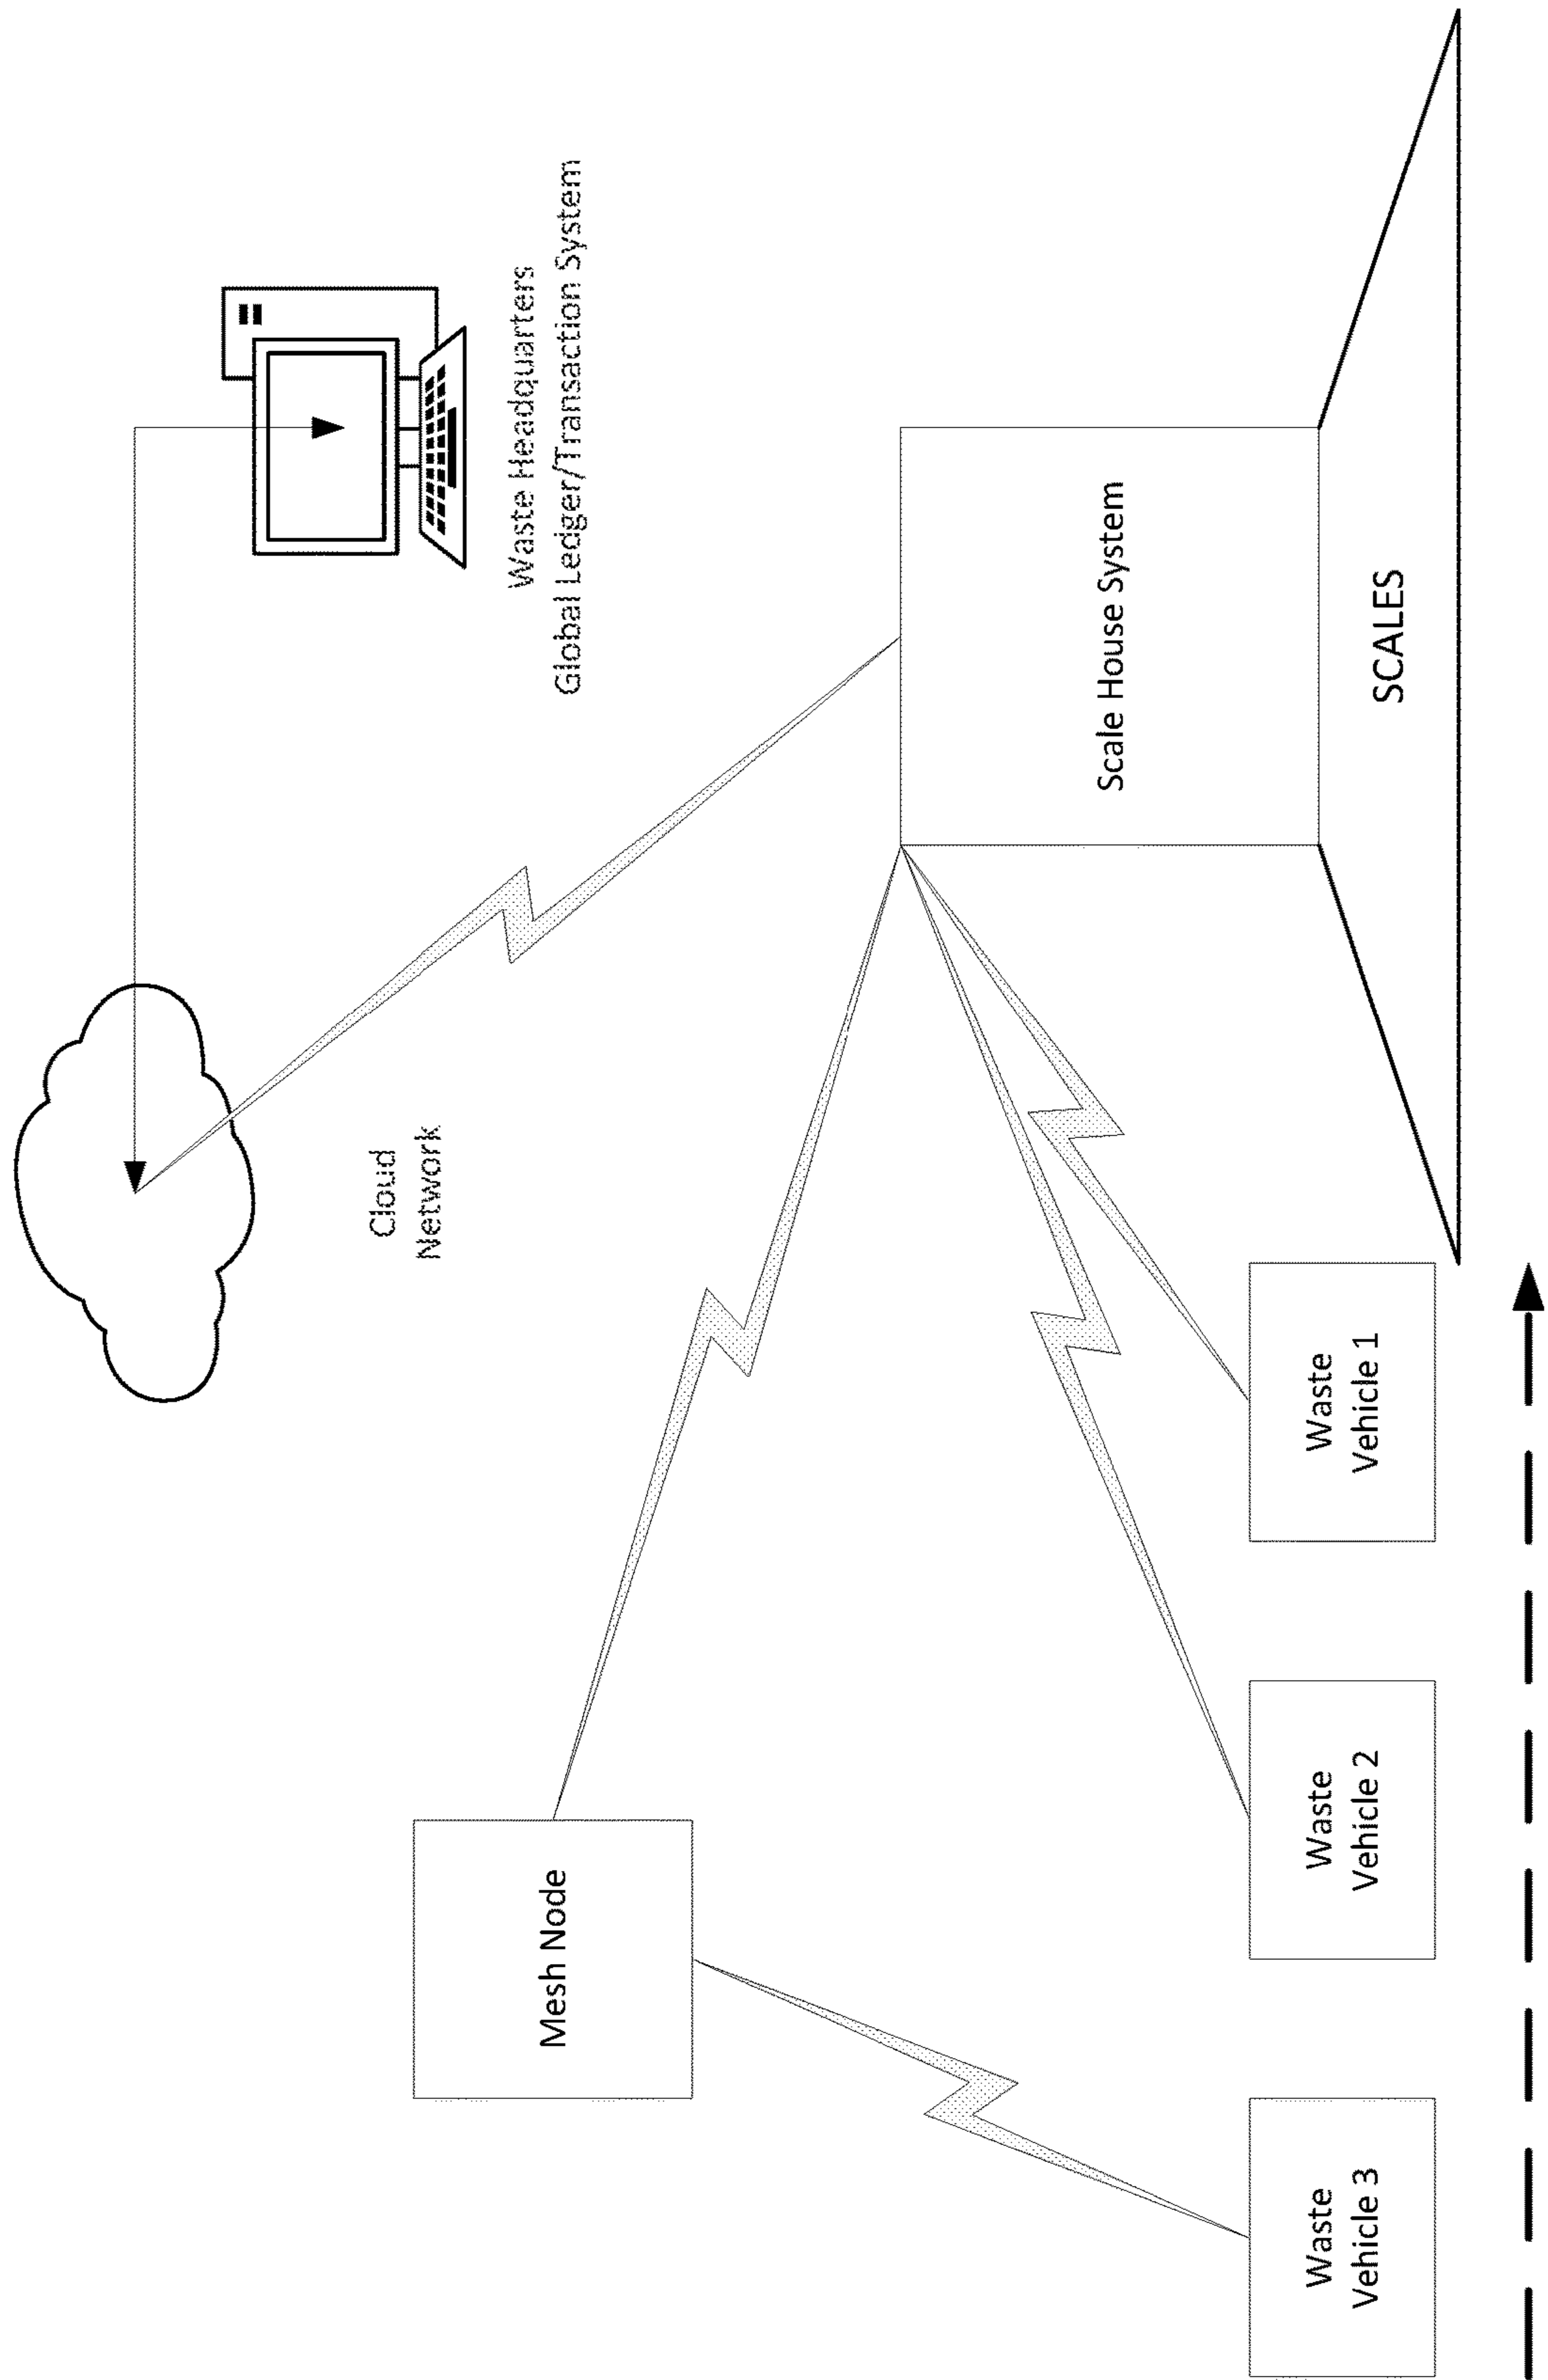 Cloud
Network
Waste Headquarters
Global Ledger/Transaction System
Mesh Node
Scale House System
SCALES
Waste
Vehicle 3
Waste
Vehicle 2
Waste
Vehicle 1